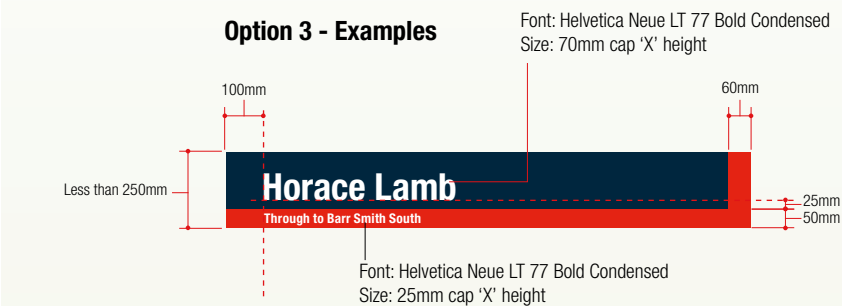 Option 3 - Examples
Font: Helvetica Neue LT 77 Bold Condensed
Size: 70mm cap ‘X’ height
100mm
60mm
Less than 250mm
Horace Lamb
25mm
Through to Barr Smith South
50mm
Font: Helvetica Neue LT 77 Bold Condensed
Size: 25mm cap ‘X’ height